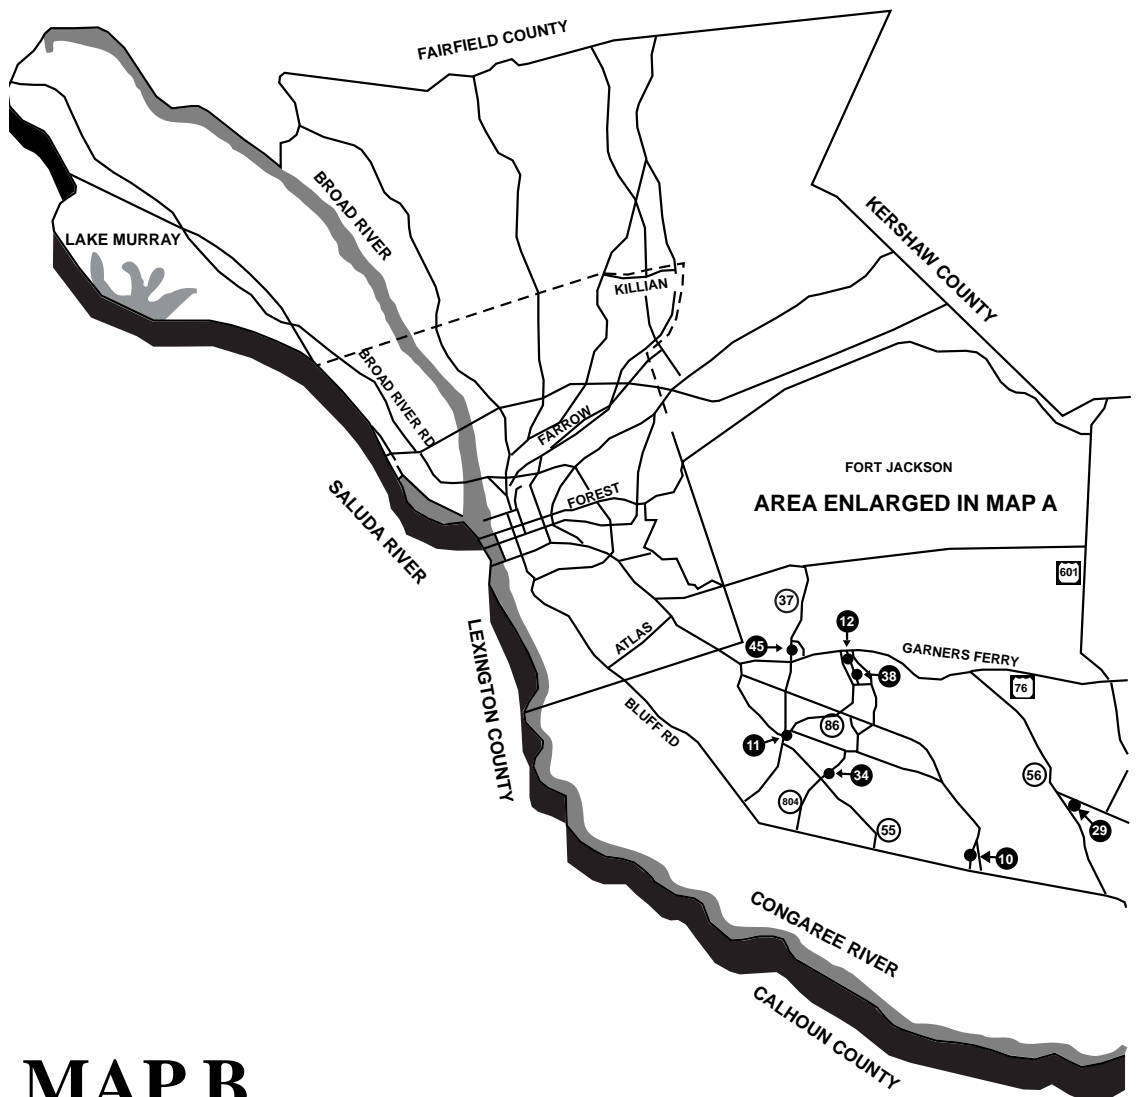 FAIRFIELD COUNTY
BROAD RIVER
KERSHAW COUNTY
LAKE MURRAY
KILLIAN
BROAD RIVER RD
FARROW
FORT JACKSON
FOREST
AREA ENLARGED IN MAP A
SALUDA RIVER
601
37
12
ATLAS
45
GARNERS FERRY
LEXINGTON COUNTY
38
76
BLUFF RD
86
11
34
56
804
55
29
10
CONGAREE RIVER
CALHOUN COUNTY
MAP B